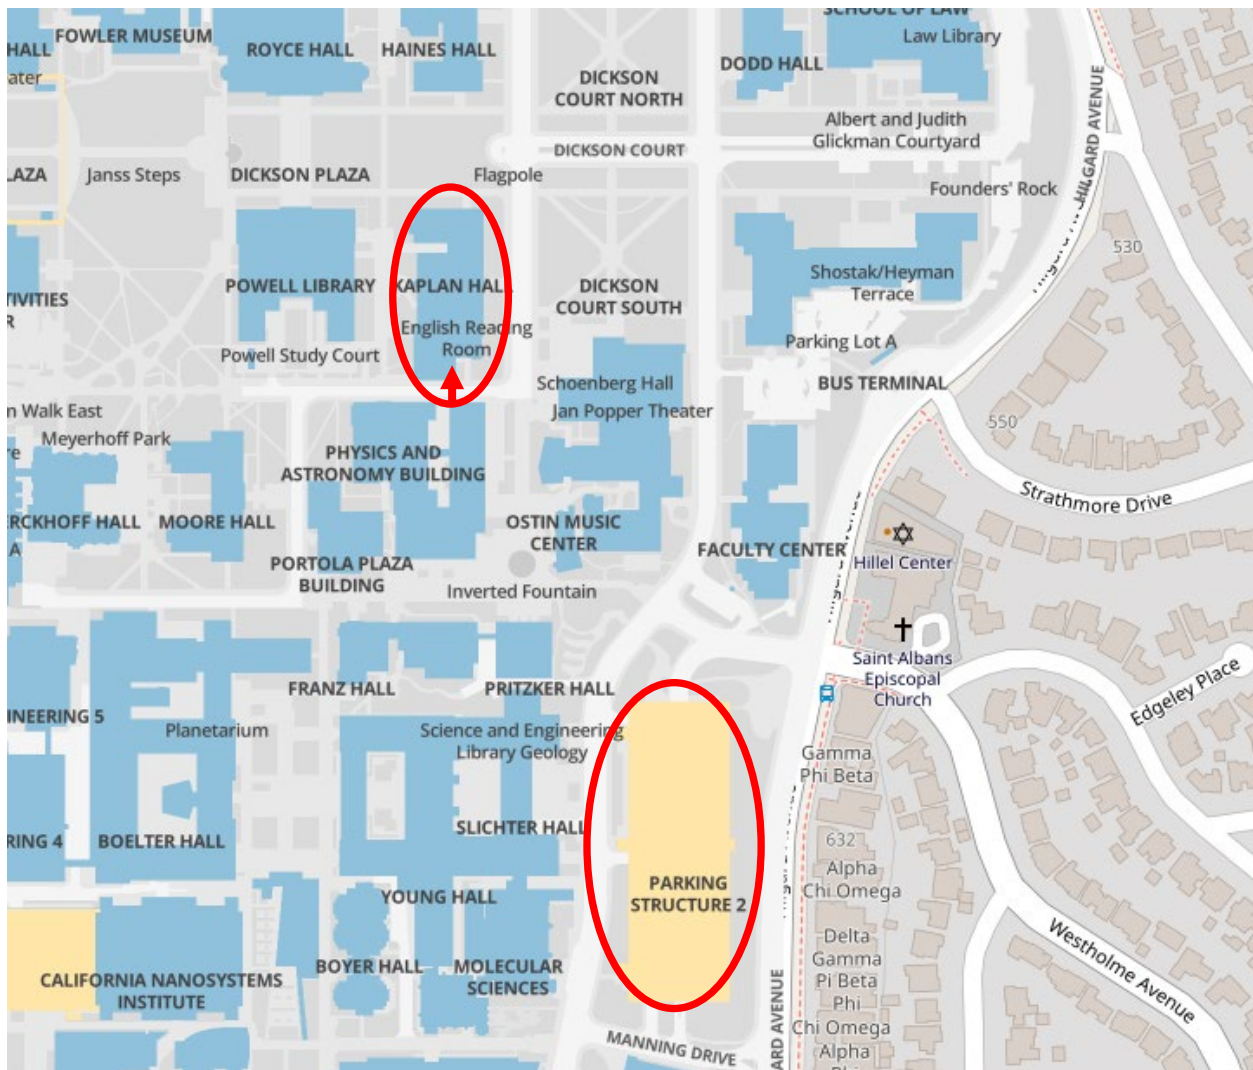 SCHOOL OF LAW
FOWLER MUSEUM
HALL
ROYCE HALL
HAINES HALL
Law Library
DODD HALL
ater
DICKSON
COURT NORTH
HILGARD AVENUE
Albert and Judith
Glickman Courtyard
DICKSON COURT
LAZA
Janss Steps
DICKSON PLAZA
Flagpole
Founders' Rock
530
POWELL LIBRARY
KAPLAN HALL
DICKSON
COURT SOUTH
Shostak/Heyman
Terrace
TIVITIES
R
English Reading
Room
Powell Study Court
Parking Lot A
Schoenberg Hall
BUS TERMINAL
n Walk East
Jan Popper Theater
550
Meyerhoff Park
re
PHYSICS AND
ASTRONOMY BUILDING
Strathmore Drive
ERCKHOFF HALL
MOORE HALL
OSTIN MUSIC
CENTER
A
FACULTY CENTER
Hillel Center
PORTOLA PLAZA
BUILDING
Inverted Fountain
Saint Albans
Episcopal
Church
FRANZ HALL
PRITZKER HALL
Edgeley Place
INEERING 5
Planetarium
Science and Engineering
Library Geology
Gamma
Phi Beta
RING 4
BOELTER HALL
SLICHTER HALL
632
Alpha
Chi Omega
PARKING
STRUCTURE 2
YOUNG HALL
Westholme Avenue
Delta
Gamma
Pi Beta
Phi
BOYER HALL
MOLECULAR
SCIENCES
CALIFORNIA NANOSYSTEMS
INSTITUTE
Chi Omega
Alpha
MANNING DRIVE
ARD AVENUE